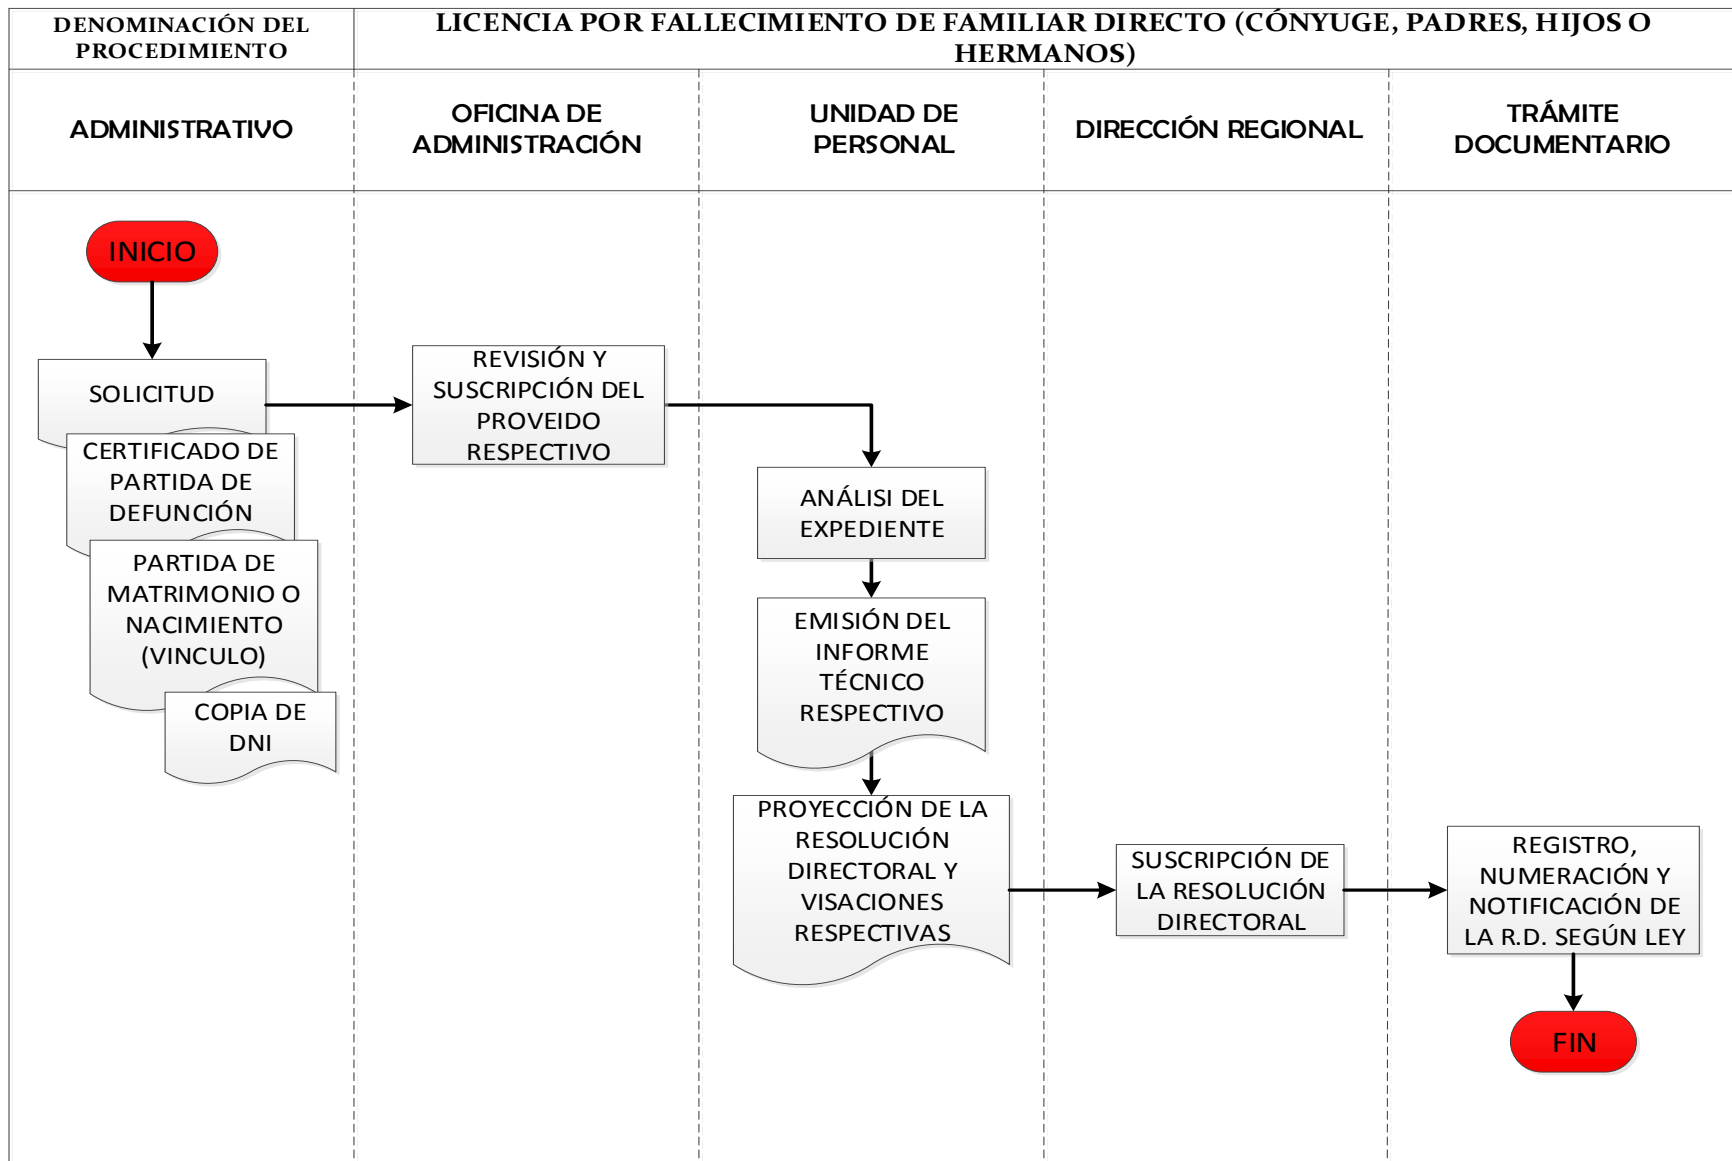 DENOMINACIÓN DEL
PROCEDIMIENTO
LICENCIA POR FALLECIMIENTO DE FAMILIAR DIRECTO (CÓNYUGE, PADRES, HIJOS O
HERMANOS)
ADMINISTRATIVO
OFICINA DE
ADMINISTRACIÓN
UNIDAD DE
PERSONAL
DIRECCIÓN REGIONAL
TRÁMITE
DOCUMENTARIO
INICIO
SOLICITUD
CERTIFICADO DE
PARTIDA DE
DEFUNCIÓN
PARTIDA DE
MATRIMONIO O
NACIMIENTO
(VINCULO)
COPIA DE
DNI
REVISIÓN Y
SUSCRIPCIÓN DEL
PROVEIDO
RESPECTIVO
ANÁLISI DEL
EXPEDIENTE
EMISIÓN DEL
INFORME
TÉCNICO
RESPECTIVO
PROYECCIÓN DE LA
RESOLUCIÓN
DIRECTORAL Y
VISACIONES
RESPECTIVAS
SUSCRIPCIÓN DE
LA RESOLUCIÓN
DIRECTORAL
REGISTRO,
NUMERACIÓN Y
NOTIFICACIÓN DE
LA R.D. SEGÚN LEY
FIN